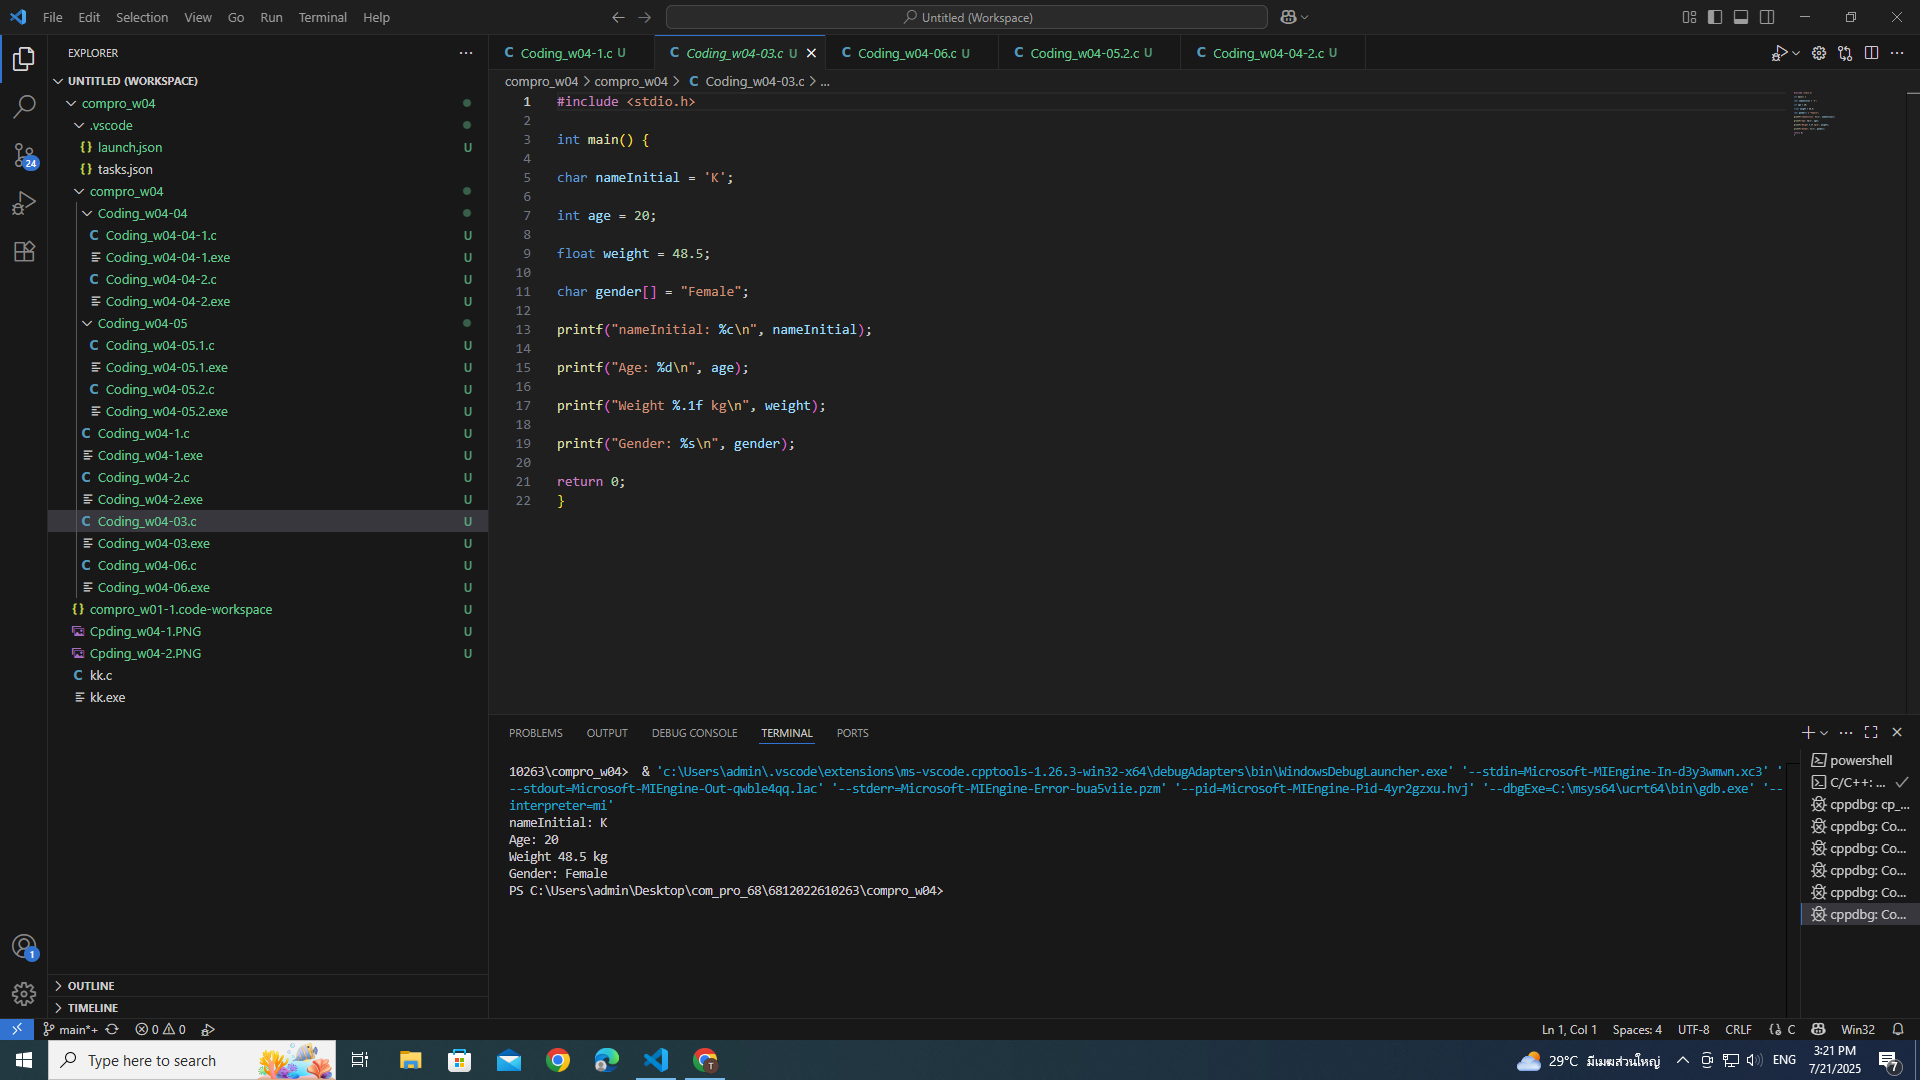 File Edit Selection View Go Run Terminal Help
Untitled (Workspace)
EXPLORER
UNTITLED (WORKSPACE)
compro_w04
.vscode
{} launch.json U
{} tasks.json
compro_w04
Coding_w04-04
C Coding_w04-04-1.c U
Coding_w04-04-1.exe U
C Coding_w04-04-2.c U
Coding_w04-04-2.exe U
Coding_w04-05
C Coding_w04-05.1.c U
Coding_w04-05.1.exe U
C Coding_w04-05.2.c U
Coding_w04-05.2.exe U
C Coding_w04-1.c U
Coding_w04-1.exe U
C Coding_w04-2.c U
Coding_w04-2.exe U
C Coding_w04-03.c U
Coding_w04-03.exe U
C Coding_w04-06.c U
Coding_w04-06.exe U
{} compro_w01-1.code-workspace U
Cpding_w04-1.PNG U
Cpding_w04-2.PNG U
C kk.c
kk.exe
OUTLINE
TIMELINE
24
1
C Coding_w04-1.c U C Coding_w04-03.c U C Coding_w04-06.c U C Coding_w04-05.2.c U C Coding_w04-04-2.c U
compro_w04 > compro_w04 > C Coding_w04-03.c > ...
1 #include <stdio.h>
2
3 int main() {
4
5 char nameInitial = 'K';
6
7 int age = 20;
8
9 float weight = 48.5;
10
11 char gender[] = "Female";
12
13 printf("nameInitial: %c\n", nameInitial);
14
15 printf("Age: %d\n", age);
16
17 printf("Weight %.1f kg\n", weight);
18
19 printf("Gender: %s\n", gender);
20
21 return 0;
22 }
PROBLEMS OUTPUT DEBUG CONSOLE TERMINAL PORTS
10263\compro_w04> & 'c:\Users\admin\.vscode\extensions\ms-vscode.cpptools-1.26.3-win32-x64\debugAdapters\bin\WindowsDebugLauncher.exe' '--stdin=Microsoft-MIEngine-In-d3y3wmwn.xc3' '
--stdout=Microsoft-MIEngine-Out-qwble4qq.lac' '--stderr=Microsoft-MIEngine-Error-bua5viie.pzm' '--pid=Microsoft-MIEngine-Pid-4yr2gzxu.hvj' '--dbgExe=C:\msys64\ucrt64\bin\gdb.exe' '--
interpreter=mi'
nameInitial: K
Age: 20
Weight 48.5 kg
Gender: Female
PS C:\Users\admin\Desktop\com_pro_68\6812022610263\compro_w04>
powershell
C/C++: ...
cppdbg: cp_...
cppdbg: Co...
cppdbg: Co...
cppdbg: Co...
cppdbg: Co...
cppdbg: Co...
main*+ 0 0 Ln 1, Col 1 Spaces: 4 UTF-8 CRLF {} C Win32
Type here to search
29°C มีเมฆส่วนใหญ่ ENG
3:21 PM
7/21/2025
7